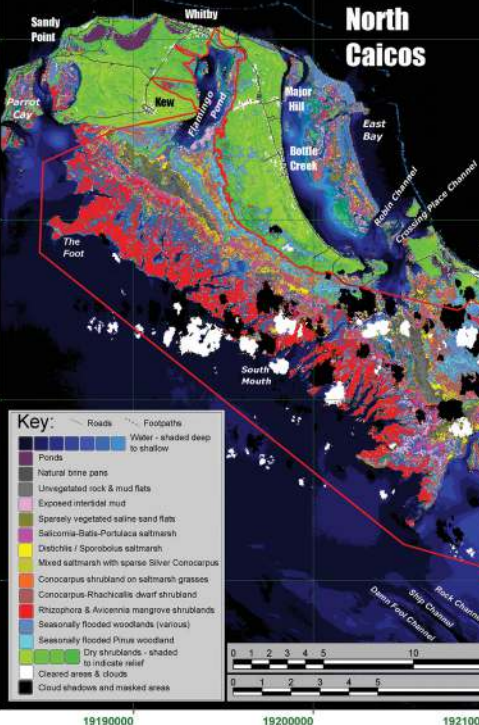 North
Caicos
Sandy
Point
Whitby
Parrot
Cay
Kew
Flamingo
Pond
Major
Hill
East
Bay
Bottle
Creek
Robin Channel
Crossing Place Channel
The
Foot
South
Mouth
Key:
Roads
Footpaths
Water - shaded deep
to shallow
Ponds
Natural brine pans
Unvegetated rock & mud flats
Exposed intertidal mud
Sparsely vegetated saline sand flats
Salicornia-Batis-Portulaca saltmarsh
Distichlis / Sporobolus saltmarsh
Mixed saltmarsh with sparse Silver Conocarpus
Conocarpus shrubland on saltmarsh grasses
Conocarpus-Rhachicallis dwarf shrubland
Rhizophora & Avicennia mangrove shrublands
Seasonally flooded woodlands (various)
Seasonally flooded Pinus woodland
Dry shrublands - shaded
to indicate relief
Cleared areas & clouds
Cloud shadows and masked areas
Rock Channe
Ship Channel
Damn Fool Channel
0 1 2 3 4 5 10
0 1 2 3 4 5
19190000 19200000 192100